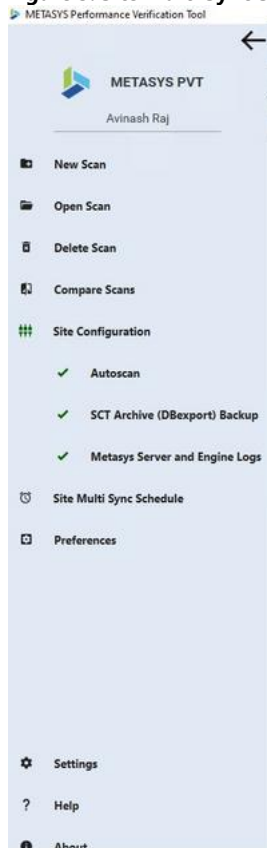 METASYS Performance Verification Tool
METASYS PVT
Avinash Raj
New Scan
Open Scan
Delete Scan
Compare Scans
Site Configuration
Autoscan
SCT Archive (DBexport) Backup
Metasys Server and Engine Logs
Site Multi Sync Schedule
Preferences
Settings
? Help
About